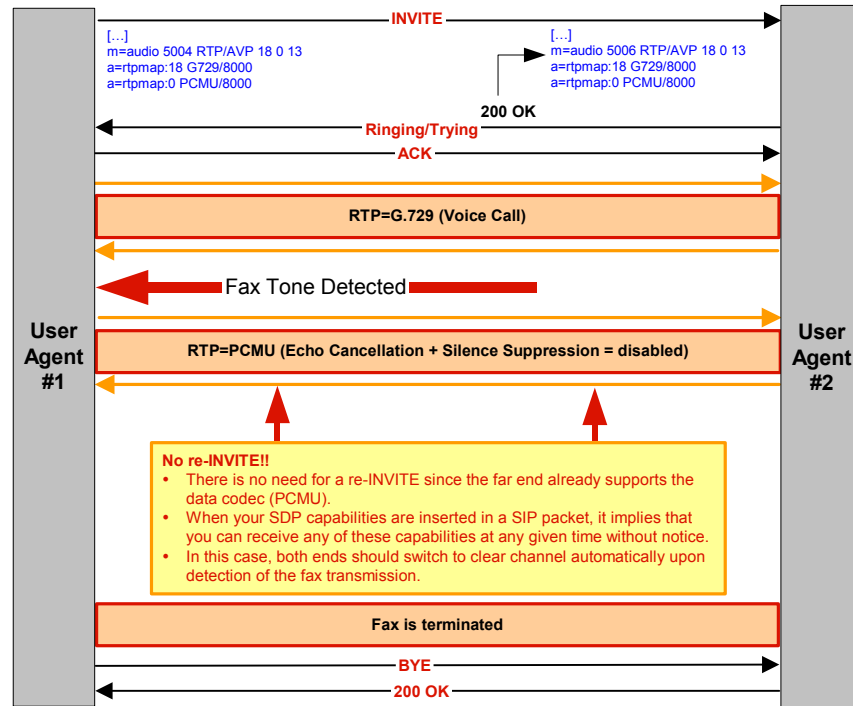 INVITE
[...]
m=audio 5004 RTP/AVP 18 0 13
a=rtpmap:18 G729/8000
a=rtpmap:0 PCMU/8000
[...]
m=audio 5006 RTP/AVP 18 0 13
a=rtpmap:18 G729/8000
a=rtpmap:0 PCMU/8000
200 OK
Ringing/Trying
ACK
RTP=G.729 (Voice Call)
Fax Tone Detected
User
Agent
#1
RTP=PCMU (Echo Cancellation + Silence Suppression = disabled)
User
Agent
#2
No re-INVITE!!
• There is no need for a re-INVITE since the far end already supports the
data codec (PCMU).
• When your SDP capabilities are inserted in a SIP packet, it implies that
you can receive any of these capabilities at any given time without notice.
• In this case, both ends should switch to clear channel automatically upon
detection of the fax transmission.
Fax is terminated
BYE
200 OK